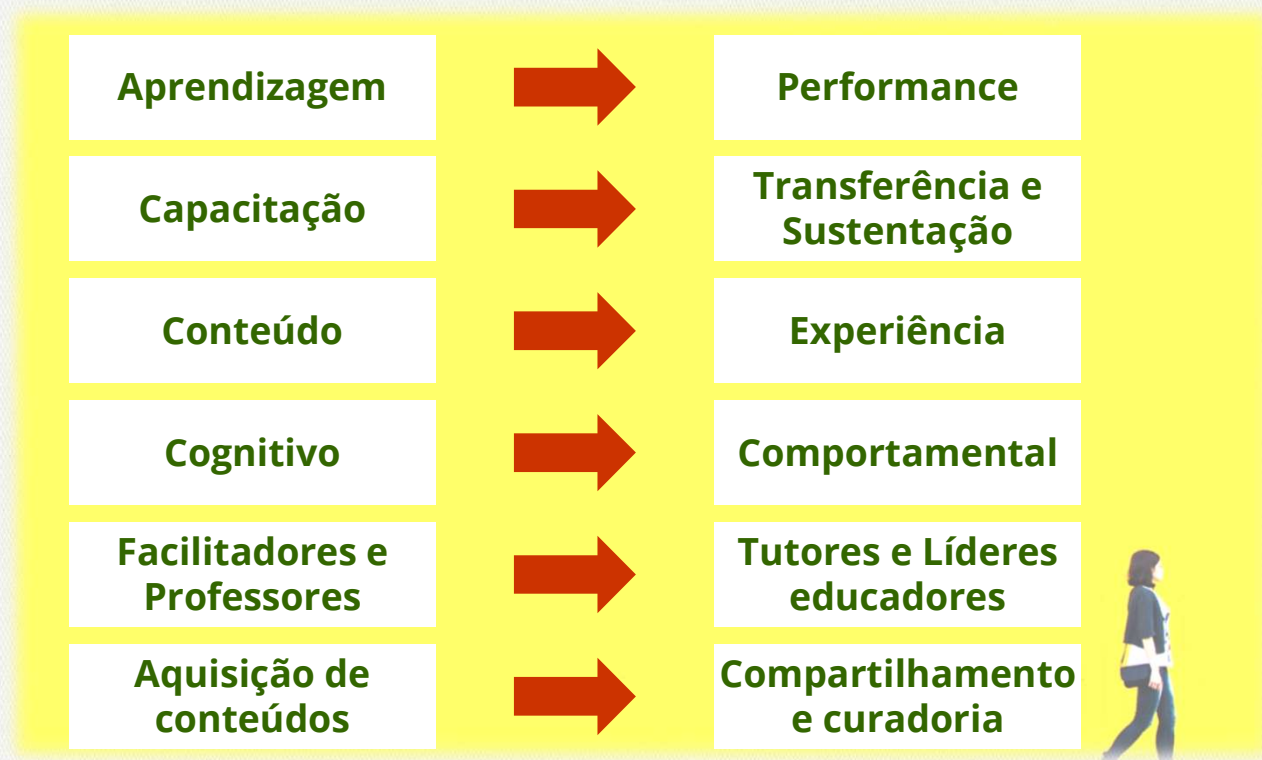 Aprendizagem
Performance
Capacitação
Transferência e
Sustentação
Conteúdo
Experiência
Cognitivo
Comportamental
Facilitadores e
Professores
Tutores e Líderes
educadores
Aquisição de
conteúdos
Compartilhamento
e curadoria